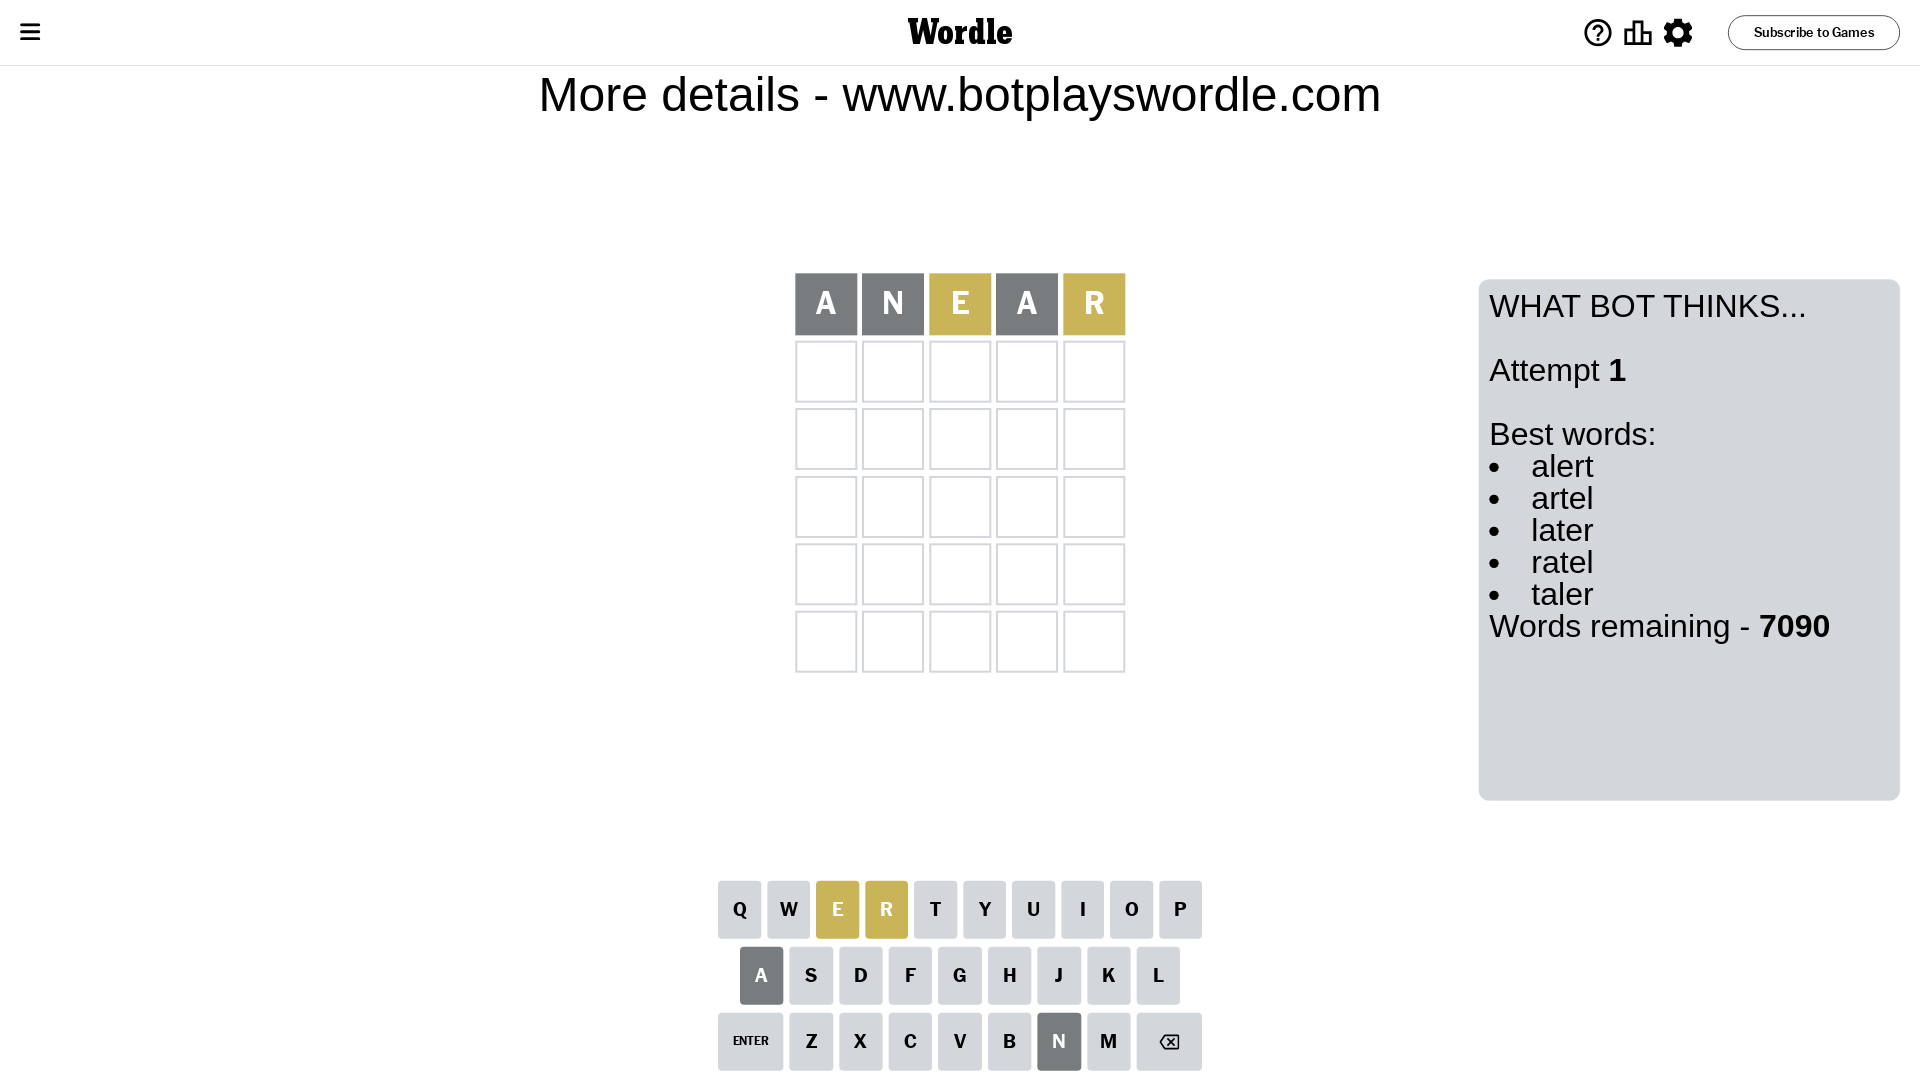 Wordle
Subscribe to Games
More details - www.botplayswordle.com
A N E A R
WHAT BOT THINKS...
Attempt 1
Best words:
• alert
• artel
• later
• ratel
• taler
Words remaining - 7090
Q W E R T Y U I O P
A S D F G H J K L
ENTER Z X C V B N M